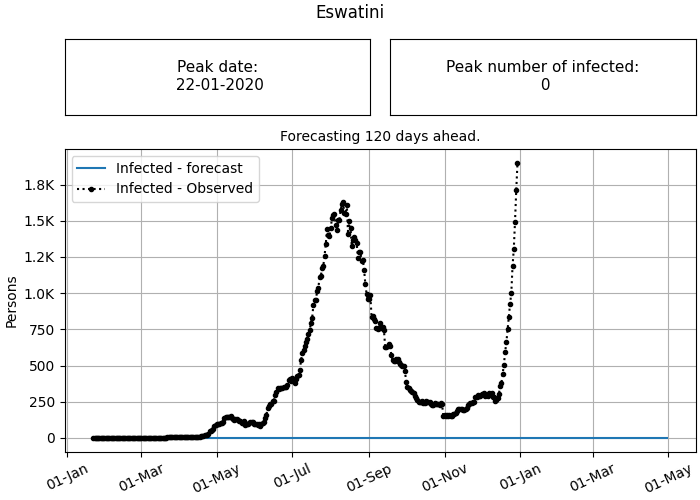 Eswatini
Peak date:
22-01-2020
Peak number of infected:
0
Forecasting 120 days ahead.
Infected - forecast
Infected - Observed
Persons
1.8K
1.5K
1.2K
1.0K
750
500
250
0
01-Jan
01-Mar
01-May
01-Jul
01-Sep
01-Nov
01-Jan
01-Mar
01-May